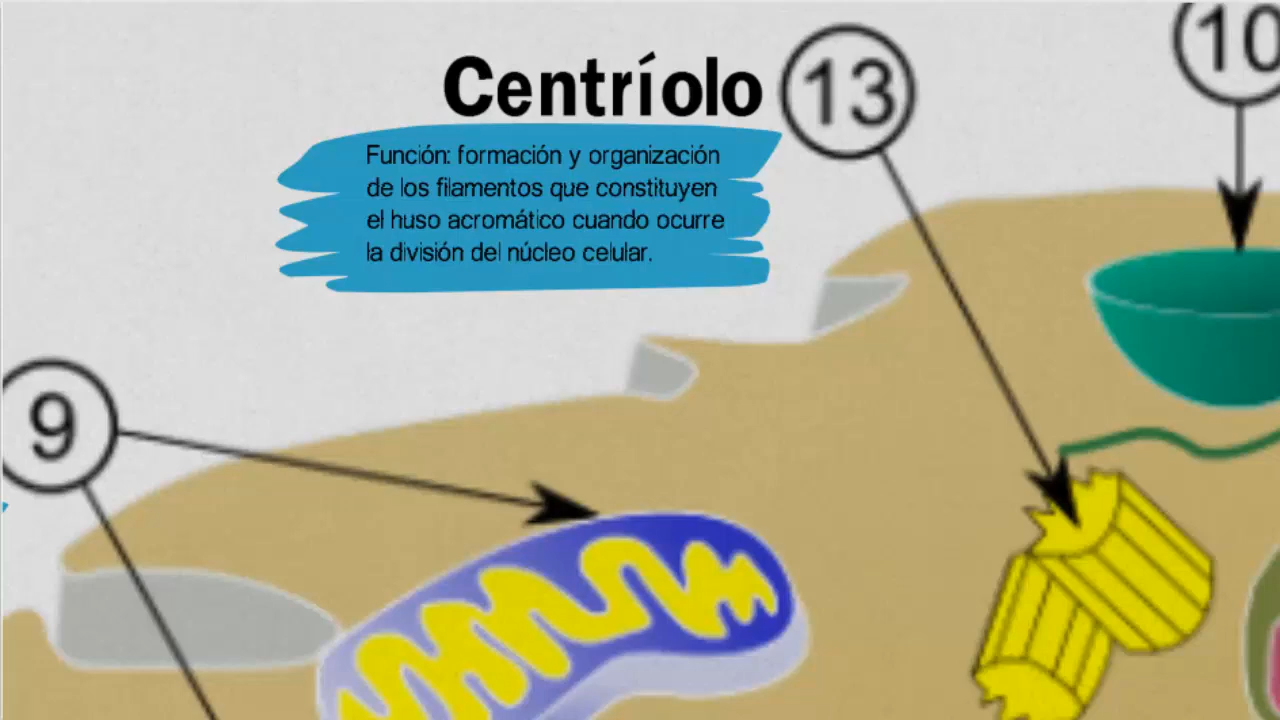 Centríolo
13
10
Función: formación y organización
de los filamentos que constituyen
el huso acromático cuando ocurre
la división del núcleo celular.
9